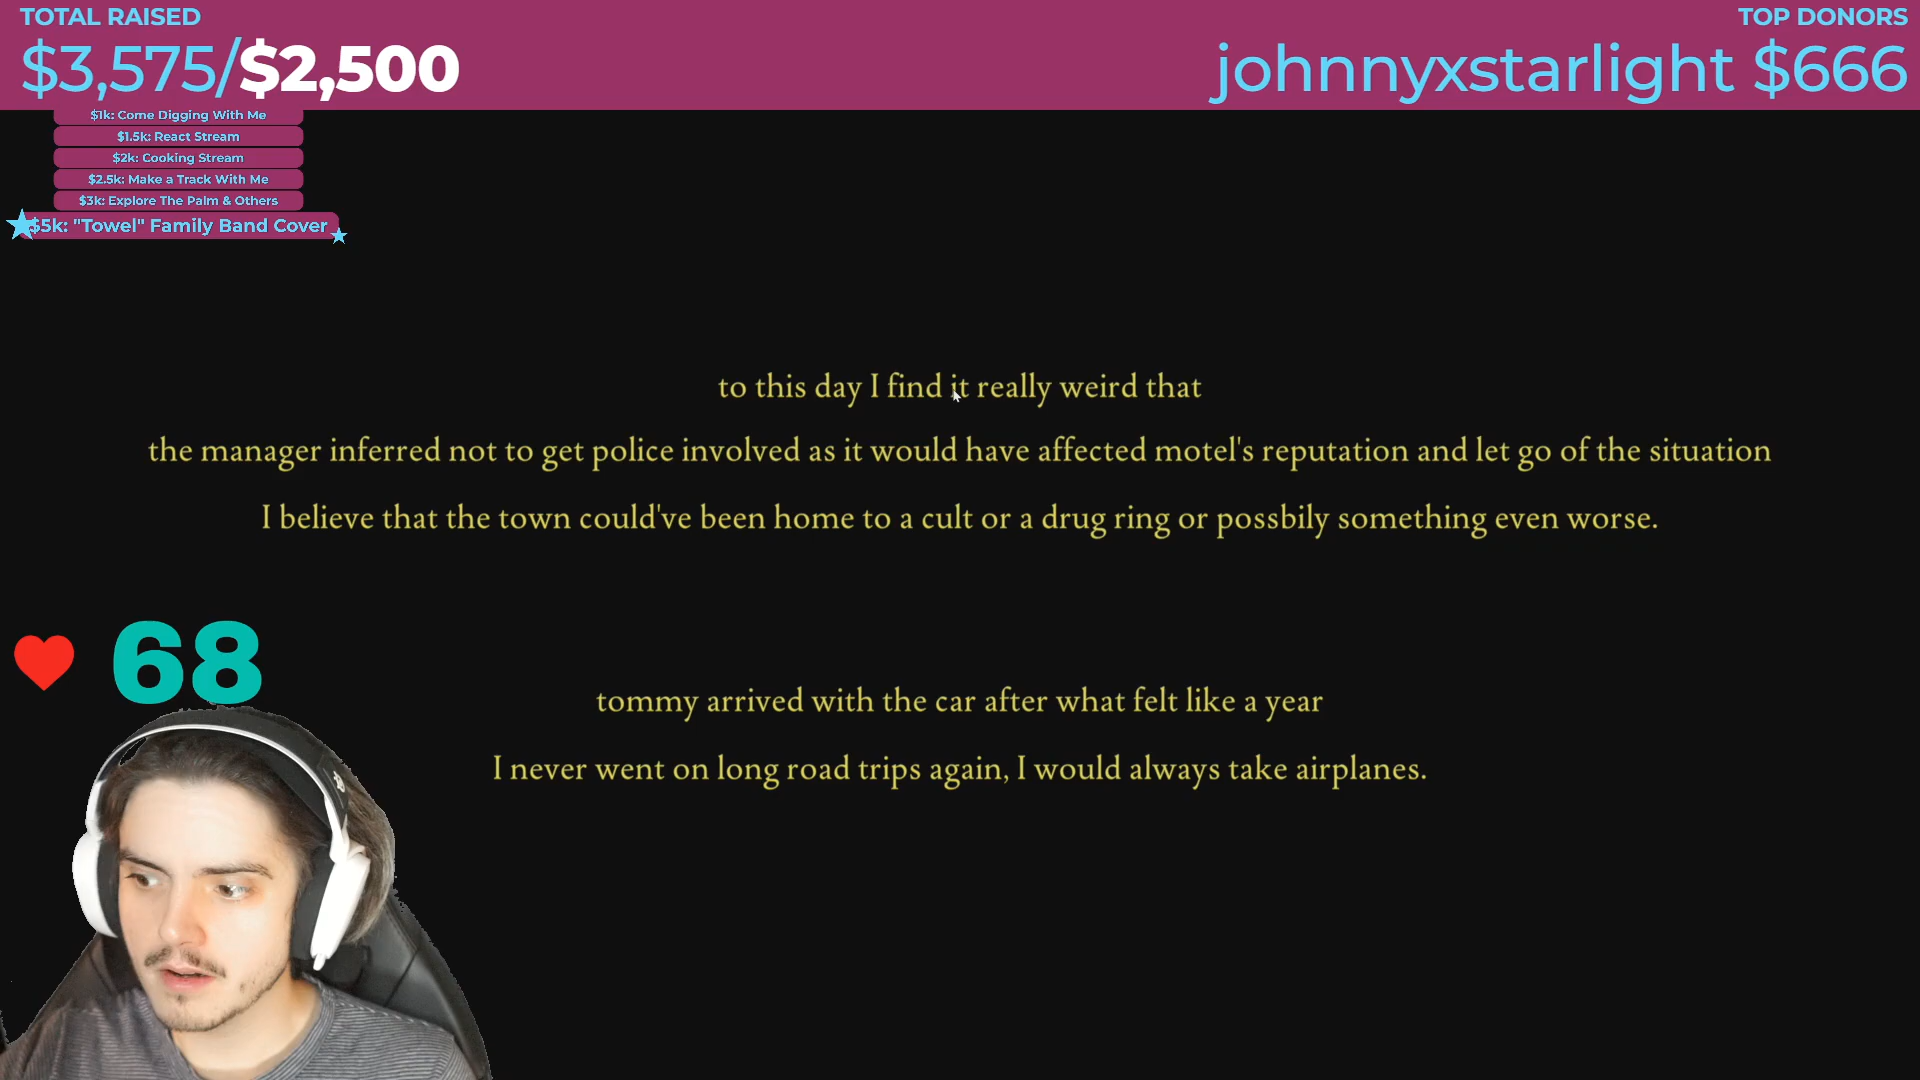 TOTAL RAISED
$3,575/$2,500
TOP DONORS
johnnyxstarlight $666
$1k: Come Digging With Me
$1.5k: React Stream
$2k: Cooking Stream
$2.5k: Make a Track With Me
$3k: Explore The Palm & Others
$5k: "Towel" Family Band Cover
to this day I find it really weird that
the manager inferred not to get police involved as it would have affected motel's reputation and let go of the situation
I believe that the town could've been home to a cult or a drug ring or possbily something even worse.
68
tommy arrived with the car after what felt like a year
I never went on long road trips again, I would always take airplanes.